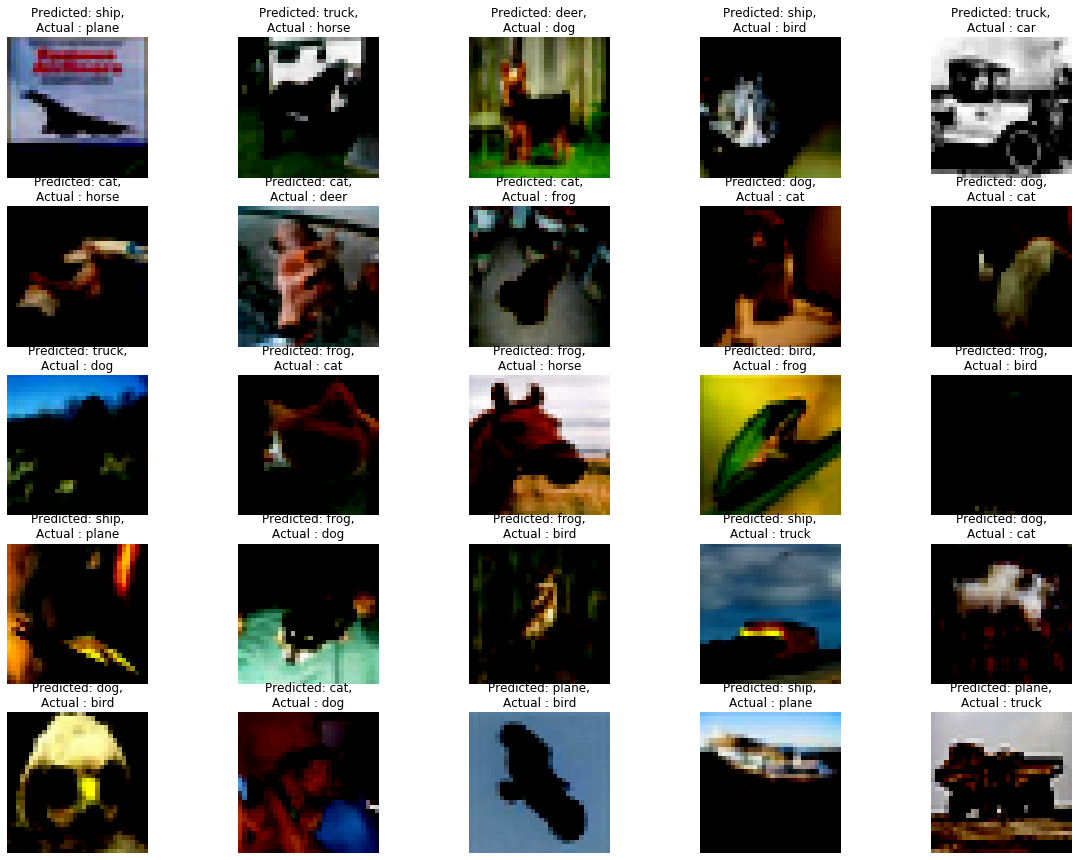 Predicted: ship,
Actual : plane
Predicted: truck,
Actual : horse
Predicted: deer,
Actual : dog
Predicted: ship,
Actual : bird
Predicted: truck,
Actual : car
Predicted: cat,
Actual : horse
Predicted: cat,
Actual : deer
Predicted: cat,
Actual : frog
Predicted: dog,
Actual : cat
Predicted: dog,
Actual : cat
Predicted: truck,
Actual : dog
Predicted: frog,
Actual : cat
Predicted: frog,
Actual : horse
Predicted: bird,
Actual : frog
Predicted: frog,
Actual : bird
Predicted: ship,
Actual : plane
Predicted: frog,
Actual : dog
Predicted: frog,
Actual : bird
Predicted: ship,
Actual : truck
Predicted: dog,
Actual : cat
Predicted: dog,
Actual : bird
Predicted: cat,
Actual : dog
Predicted: plane,
Actual : bird
Predicted: ship,
Actual : plane
Predicted: plane,
Actual : truck